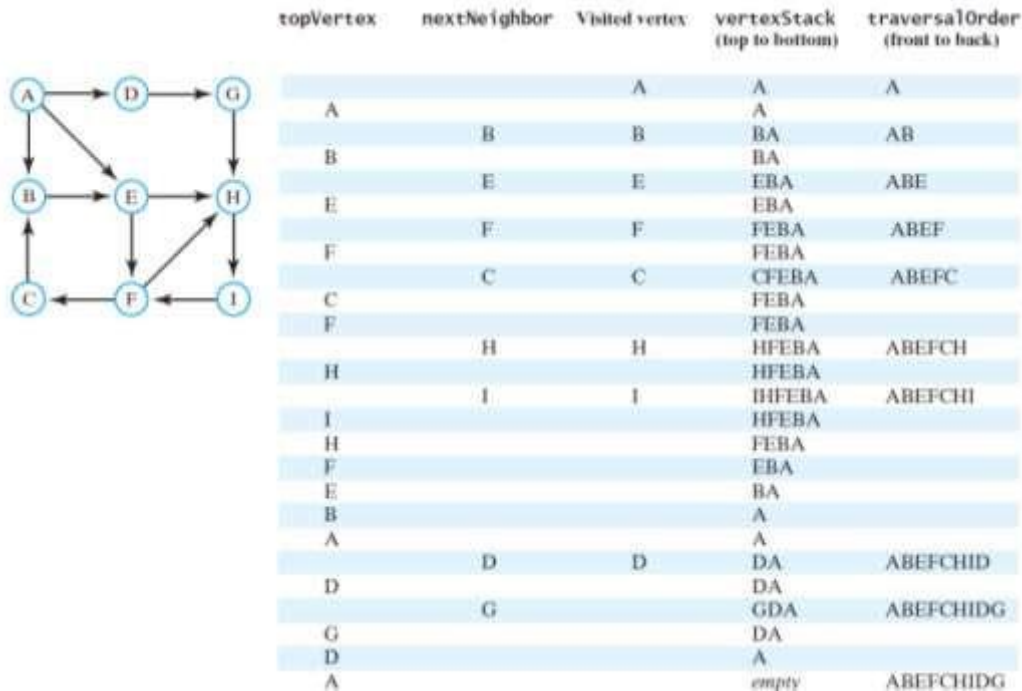 topVertex nextNeighbor Visited vertex vertexStack traversalOrder
(top to bottom) (front to back)
A D G
B E H
C F I
A A A
A A
B B BA AB
B BA
E E EBA ABE
E EBA
F F FEBA ABEF
F FEBA
C C CFEBA ABEFC
C FEBA
F FEBA
H H HFEBA ABEFCH
H HFEBA
I I IHFEBA ABEFCHI
I HFEBA
H FEBA
F EBA
E BA
B A
A A
D D DA ABEFCHID
D DA
G GDA ABEFCHIDG
G DA
D A
A empty ABEFCHIDG